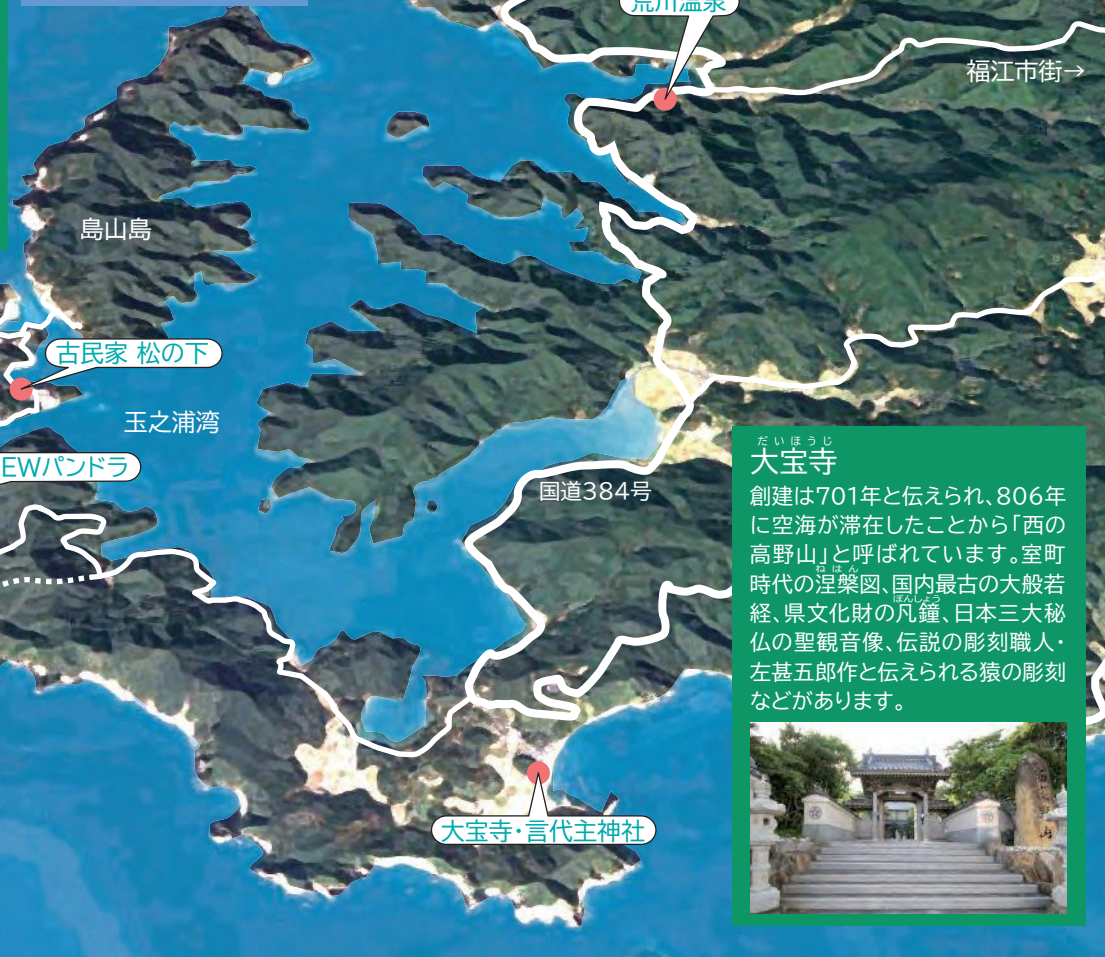 荒川温泉
福江市街→
島山島
古民家 松の下
玉之浦湾
EWパンドラ
国道384号
だいほうじ
大宝寺
創建は701年と伝えられ、806年
に空海が滞在したことから「西の
高野山」と呼ばれています。室町
ねはん
時代の涅槃図、国内最古の大般若
ぼんしょう
経、県文化財の凡鐘、日本三大秘
仏の聖観音像、伝説の彫刻職人・
左甚五郎作と伝えられる猿の彫刻
などがあります。
大宝寺・言代主神社